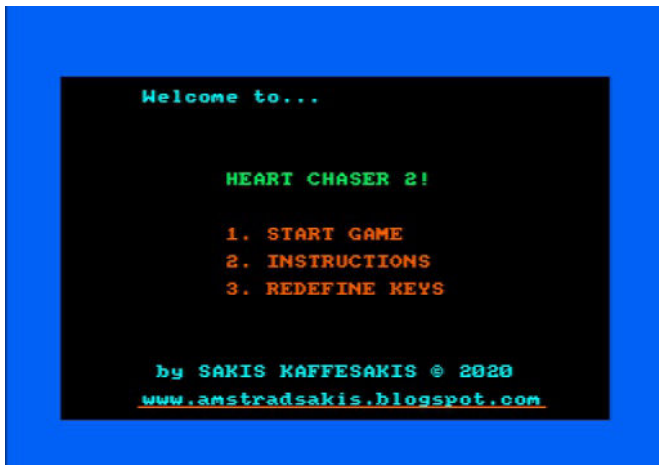 Welcome to...
HEART CHASER 2!
1. START GAME
2. INSTRUCTIONS
3. REDEFINE KEYS
by SAKIS KAFFESAKIS © 2020
www.amstradsakis.blogspot.com